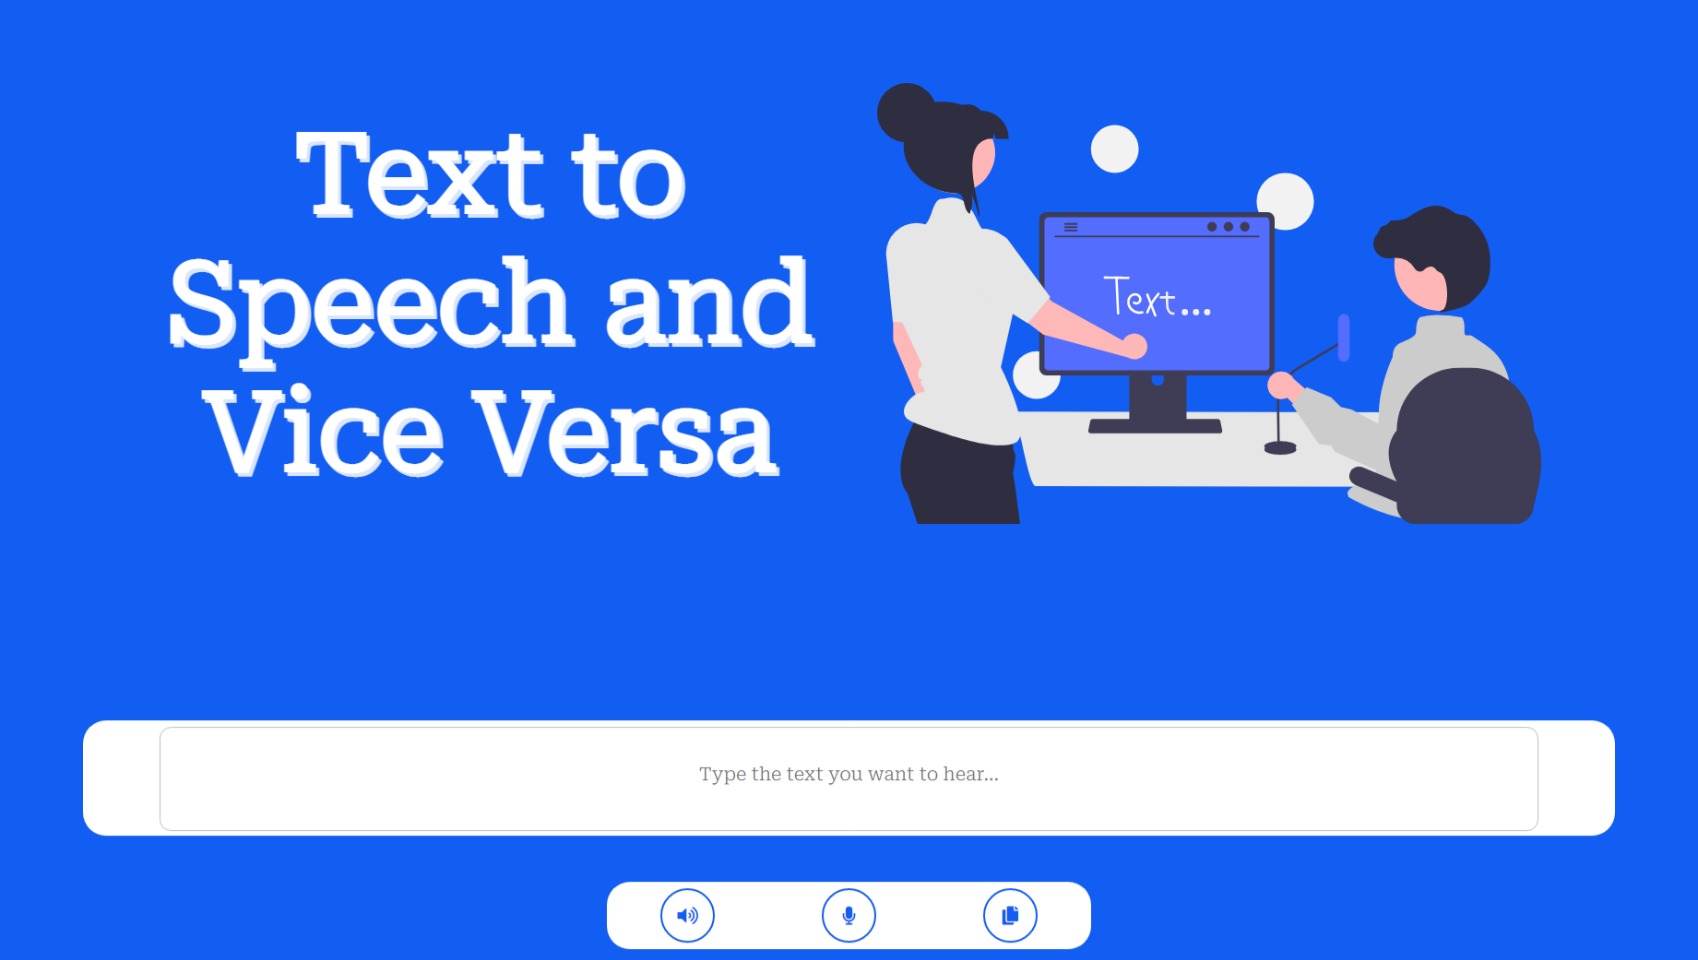 Text to
Speech and
Vice Versa
Text...
Type the text you want to hear...